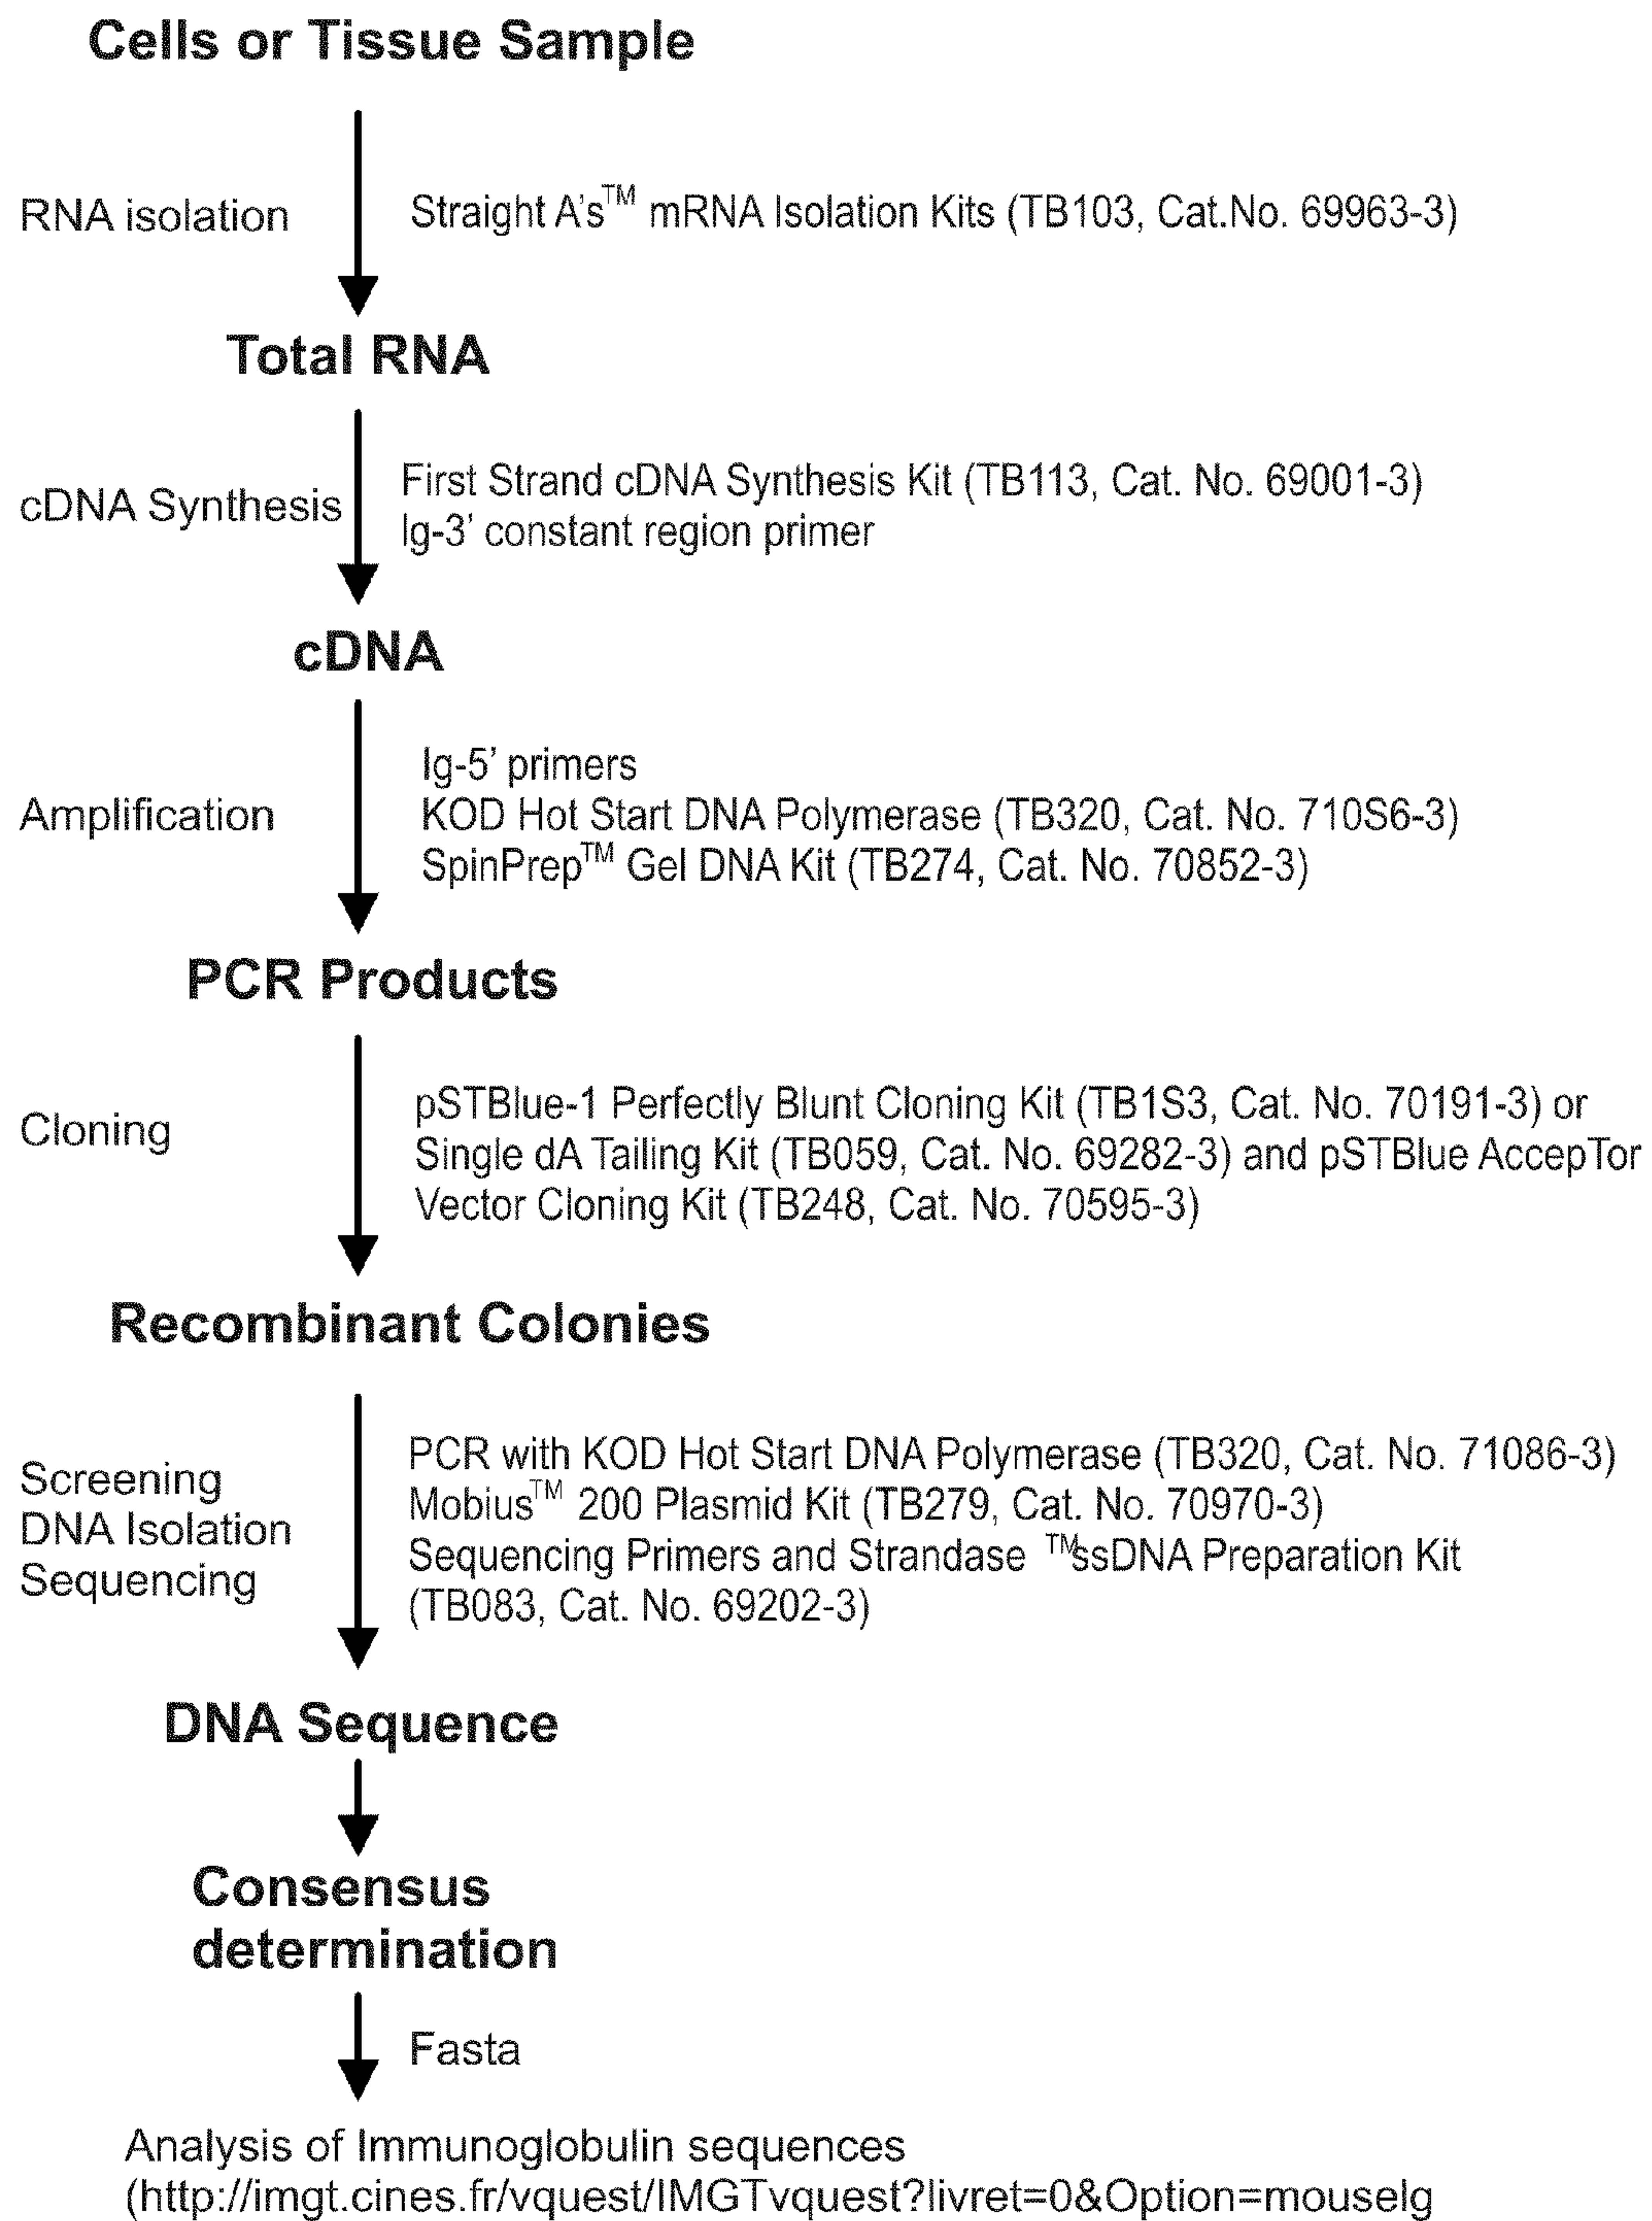 Cells or Tissue Sample
RNA isolation
Straight A's™ mRNA Isolation Kits (TB103, Cat.No. 69963-3)
Total RNA
cDNA Synthesis
First Strand cDNA Synthesis Kit (TB113, Cat. No. 69001-3)
Ig-3' constant region primer
cDNA
Amplification
Ig-5' primers
KOD Hot Start DNA Polymerase (TB320, Cat. No. 710S6-3)
SpinPrep™ Gel DNA Kit (TB274, Cat. No. 70852-3)
PCR Products
Cloning
pSTBlue-1 Perfectly Blunt Cloning Kit (TB1S3, Cat. No. 70191-3) or
Single dA Tailing Kit (TB059, Cat. No. 69282-3) and pSTBlue AccepTor
Vector Cloning Kit (TB248, Cat. No. 70595-3)
Recombinant Colonies
Screening
DNA Isolation
Sequencing
PCR with KOD Hot Start DNA Polymerase (TB320, Cat. No. 71086-3)
Mobius™ 200 Plasmid Kit (TB279, Cat. No. 70970-3)
Sequencing Primers and Strandase ™ssDNA Preparation Kit
(TB083, Cat. No. 69202-3)
DNA Sequence
Consensus
determination
Fasta
Analysis of Immunoglobulin sequences
(http://imgt.cines.fr/vquest/IMGTvquest?livret=0&Option=mouseIg